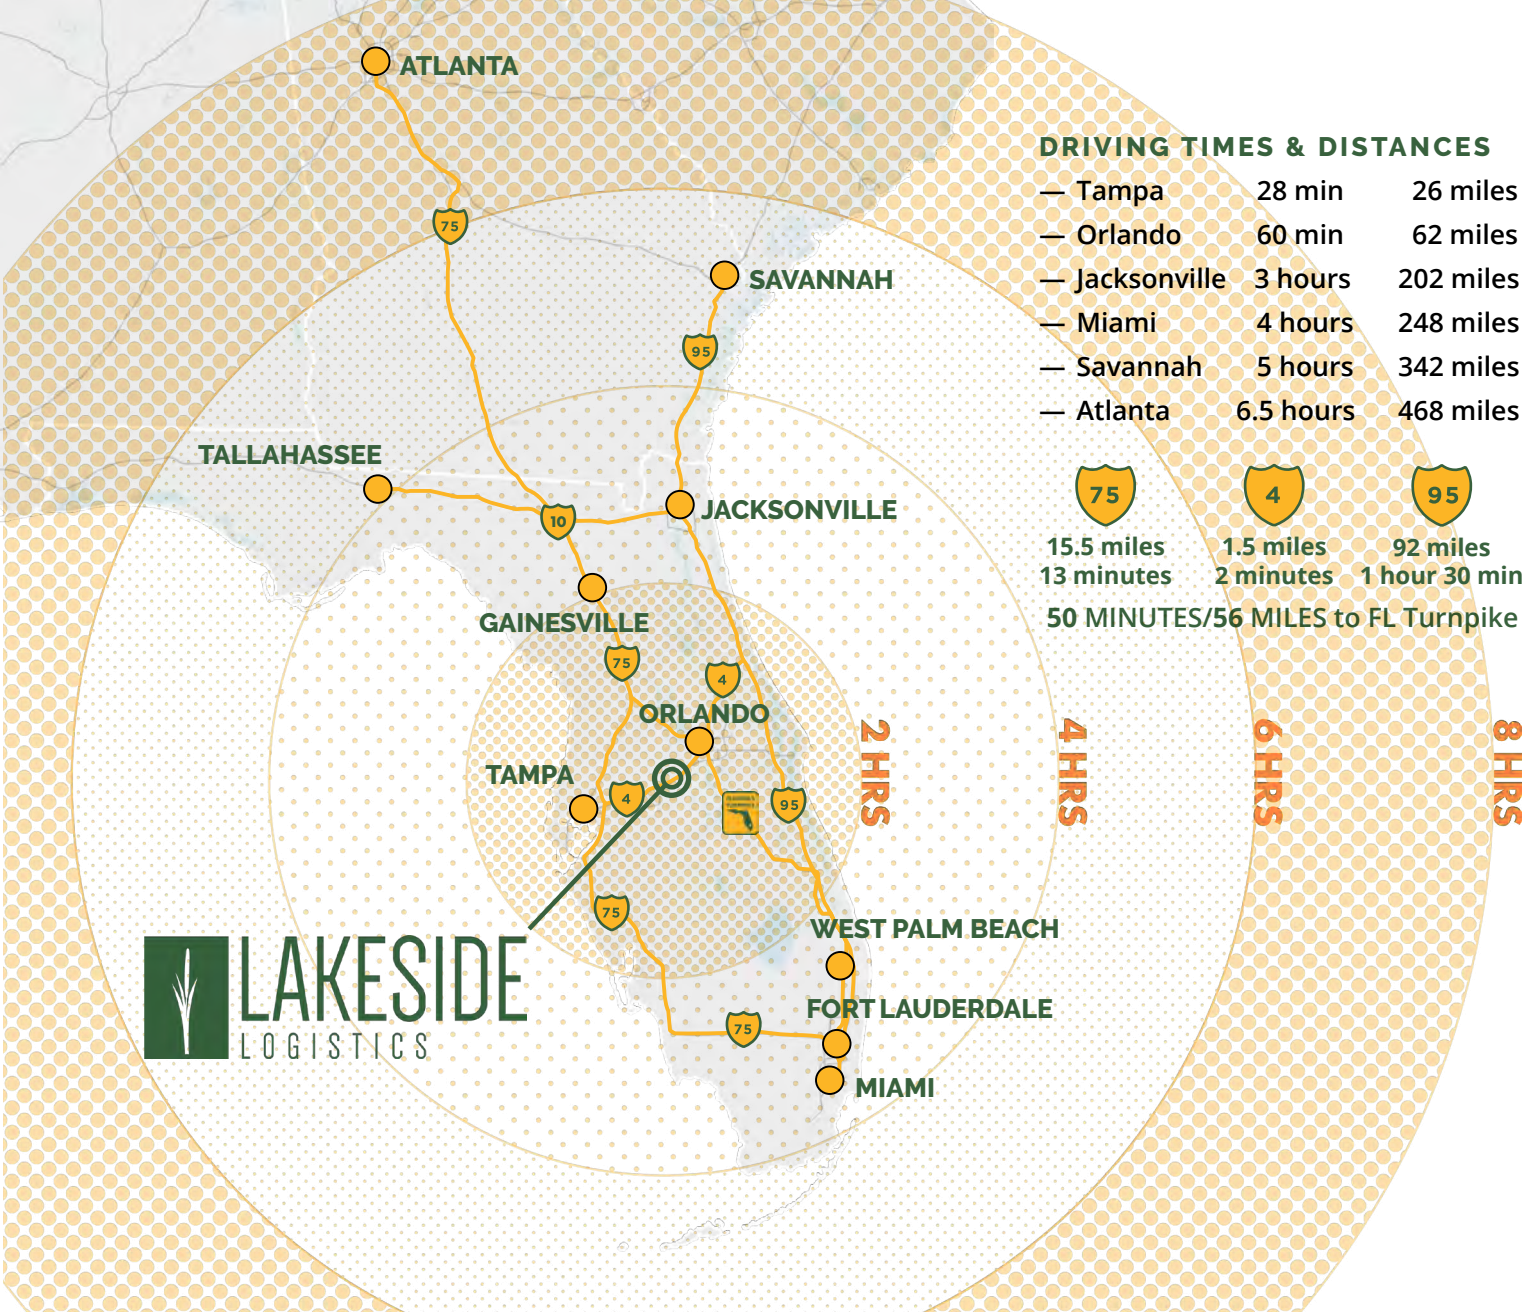 ATLANTA
DRIVING TIMES & DISTANCES
— Tampa 28 min 26 miles
— Orlando 60 min 62 miles
— Jacksonville 3 hours 202 miles
— Miami 4 hours 248 miles
— Savannah 5 hours 342 miles
— Atlanta 6.5 hours 468 miles
75
SAVANNAH
95
TALLAHASSEE
75 4 95
15.5 miles 1.5 miles 92 miles
13 minutes 2 minutes 1 hour 30 min
50 MINUTES/56 MILES to FL Turnpike
10
JACKSONVILLE
GAINESVILLE
75
4
ORLANDO
TAMPA
4
95
2 HRS
4 HRS
6 HRS
8 HRS
75
WEST PALM BEACH
LAKESIDE
LOGISTICS
FORT LAUDERDALE
75
MIAMI